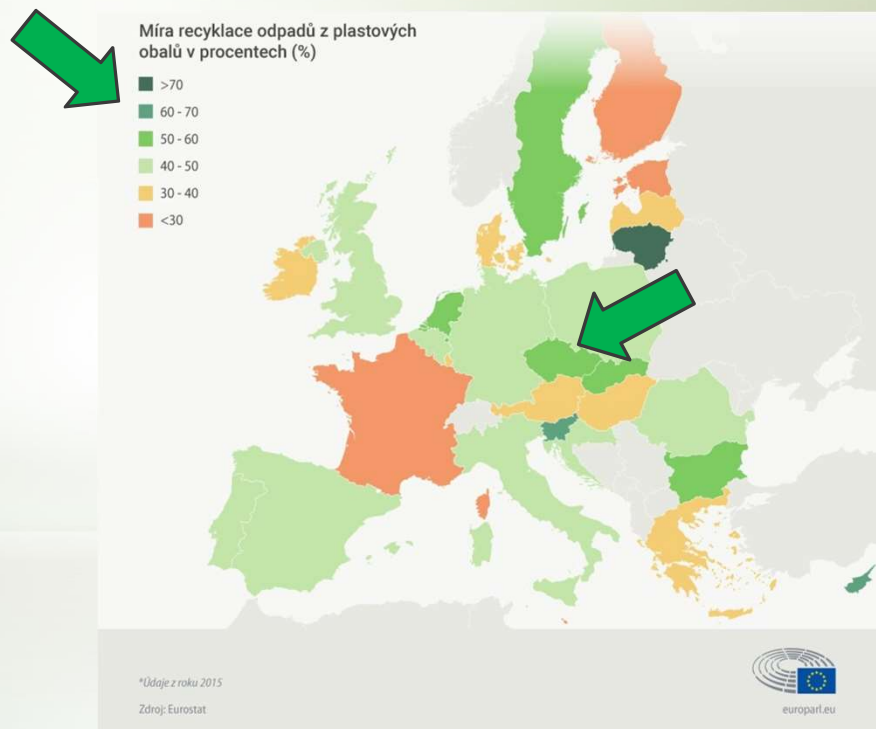 Míra recyklace odpadů z plastových
obalů v procentech (%)
>70
60 - 70
50 - 60
40 - 50
30 - 40
<30
*Údaje z roku 2015
Zdroj: Eurostat
europarl.eu